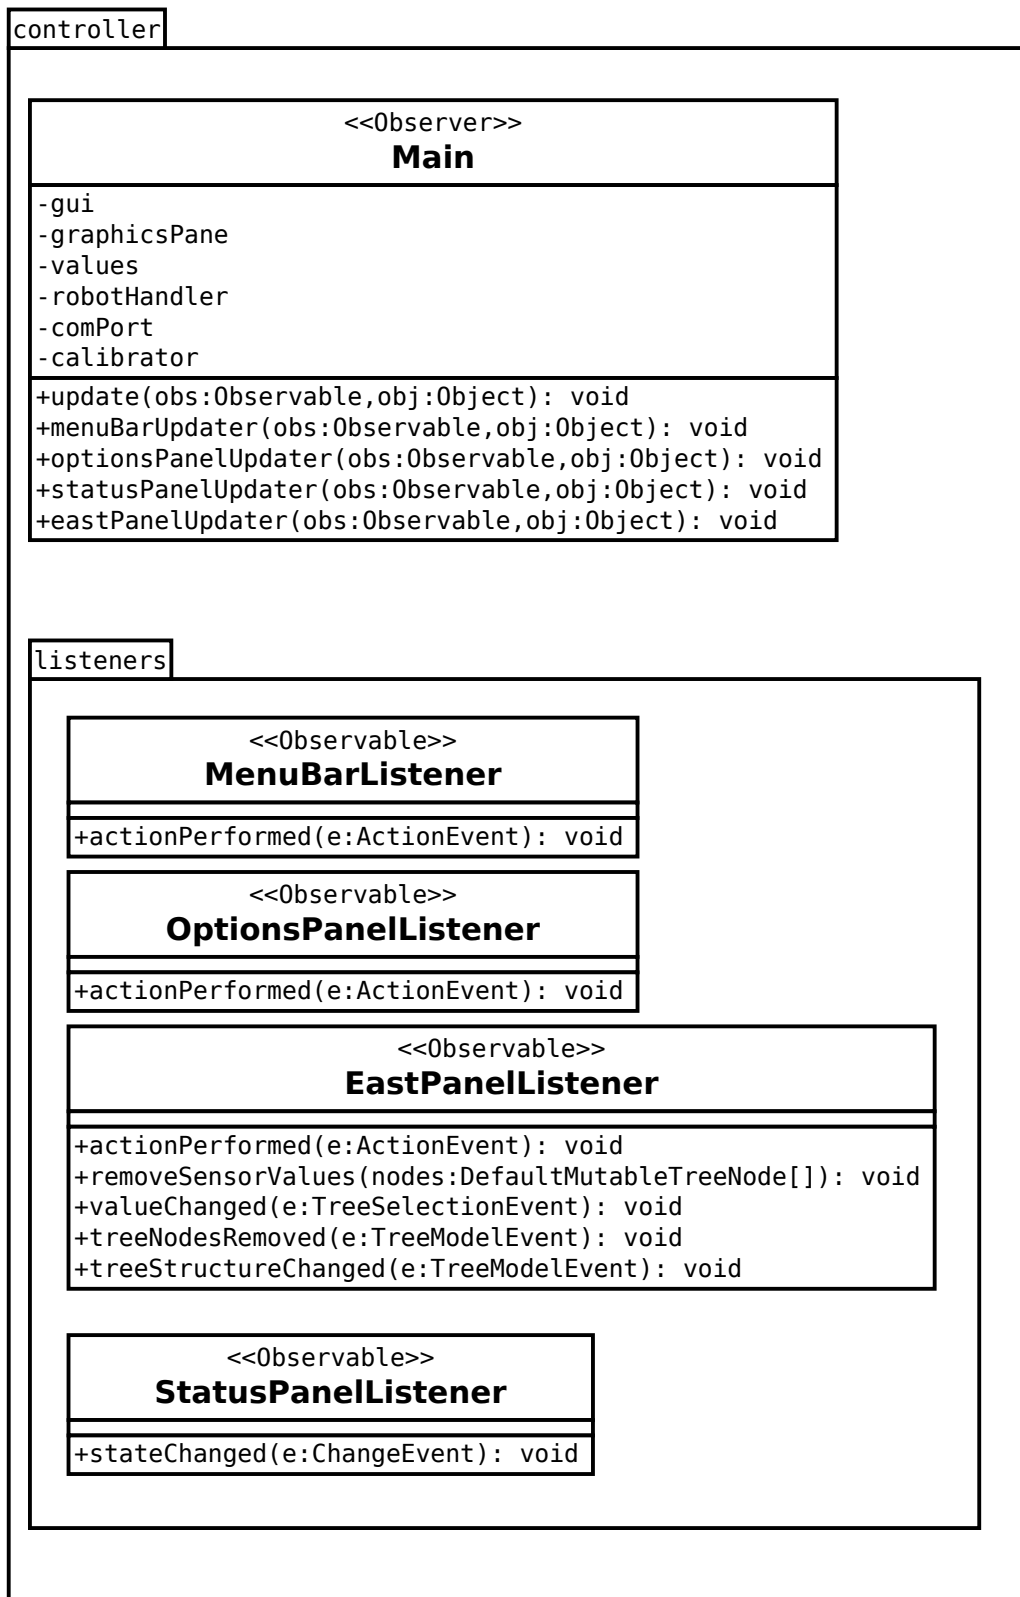 controller
<<Observer>>
Main
-gui
-graphicsPane
-values
-robotHandler
-comPort
-calibrator
+update(obs:Observable,obj:Object): void
+menuBarUpdater(obs:Observable,obj:Object): void
+optionsPanelUpdater(obs:Observable,obj:Object): void
+statusPanelUpdater(obs:Observable,obj:Object): void
+eastPanelUpdater(obs:Observable,obj:Object): void
listeners
<<Observable>>
MenuBarListener
+actionPerformed(e:ActionEvent): void
<<Observable>>
OptionsPanelListener
+actionPerformed(e:ActionEvent): void
<<Observable>>
EastPanelListener
+actionPerformed(e:ActionEvent): void
+removeSensorValues(nodes:DefaultMutableTreeNode[]): void
+valueChanged(e:TreeSelectionEvent): void
+treeNodesRemoved(e:TreeModelEvent): void
+treeStructureChanged(e:TreeModelEvent): void
<<Observable>>
StatusPanelListener
+stateChanged(e:ChangeEvent): void